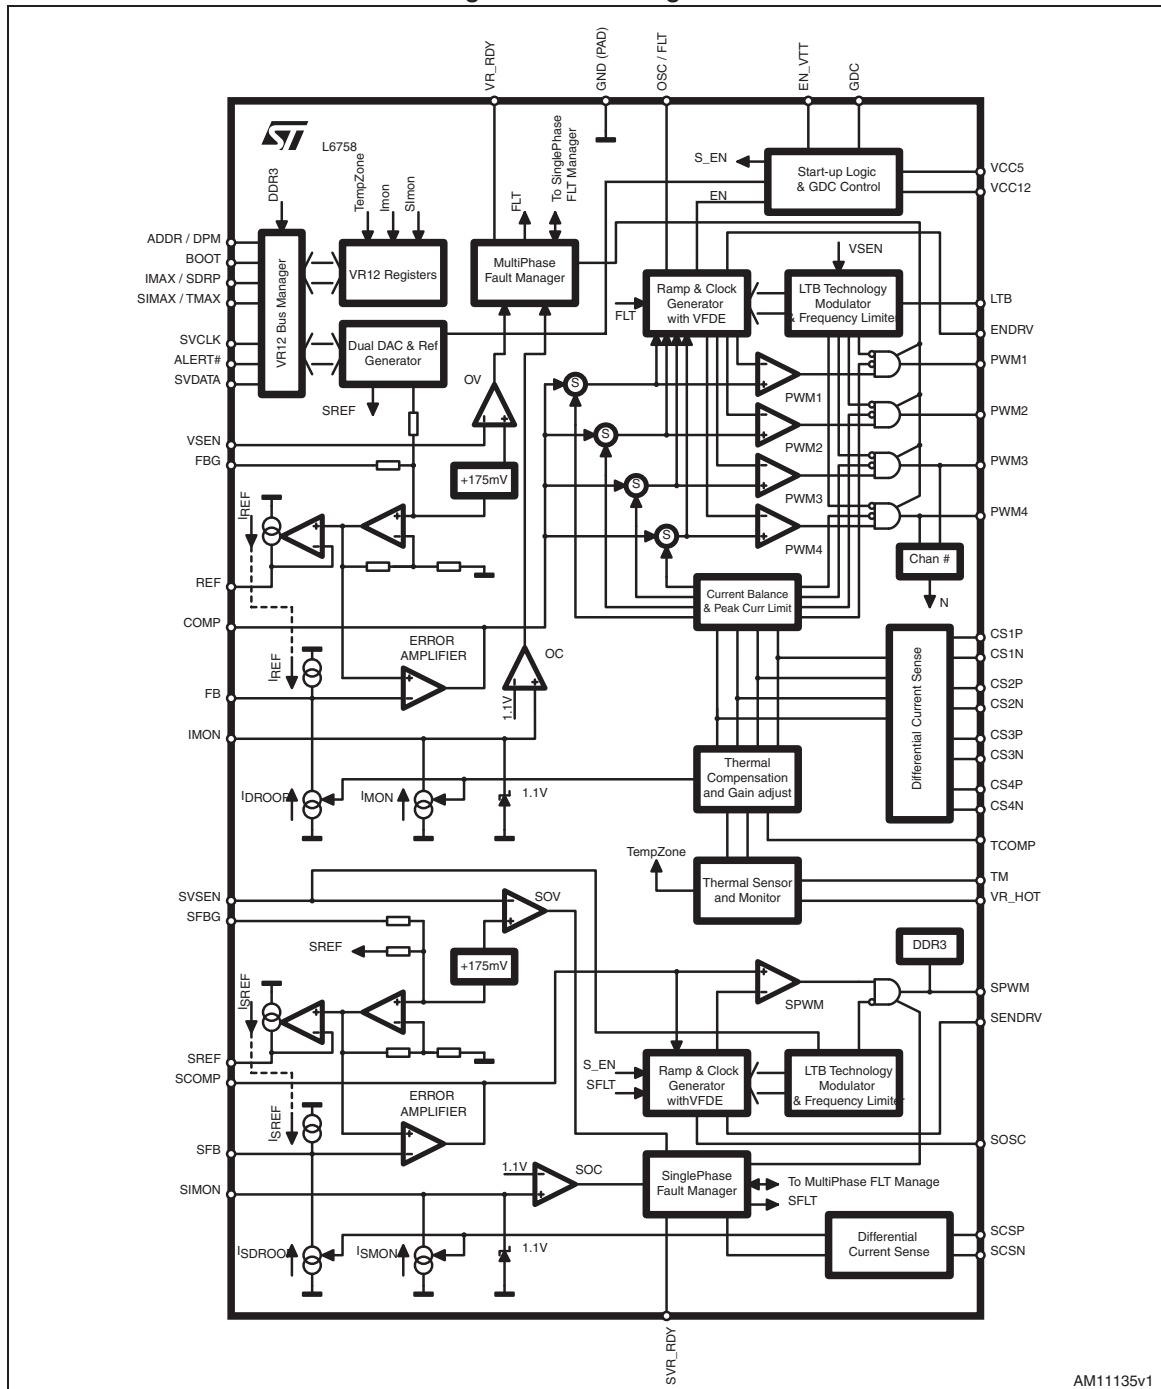 VR_RDY
GND (PAD)
OSC / FLT
EN_VTT
GDC
ST
L6758
DDR3
TempZone
Imon
SImon
FLT
To SinglePhase
FLT Manager
S_EN
EN
Start-up Logic
& GDC Control
VCC5
VCC12
ADDR / DPM
BOOT
IMAX / SDRP
SIMAX / TMAX
SVCLK
ALERT#
SVDATA
VR12 Bus Manager
VR12 Registers
Dual DAC & Ref
Generator
SREF
MultiPhase
Fault Manager
VSEN
Ramp & Clock
Generator
with VFDE
FLT
LTB Technology
Modulator
& Frequency Limiter
LTB
ENDRV
PWM1
PWM2
PWM3
PWM4
OV
S
S
S
S
PWM1
PWM2
PWM3
PWM4
VSEN
FBG
+175mV
IREF
REF
COMP
Chan #
N
Current Balance
& Peak Curr Limit
ERROR
AMPLIFIER
OC
1.1V
IREF
FB
IMON
Differential Current Sense
CS1P
CS1N
CS2P
CS2N
CS3P
CS3N
CS4P
CS4N
Thermal
Compensation
and Gain adjust
IDROOP
IMON
1.1V
TCOMP
TempZone
Thermal Sensor
and Monitor
TM
VR_HOT
SVSEN
SFBG
SOV
SREF
+175mV
DDR3
SPWM
SPWM
SENDRV
ISREF
SREF
SCOMP
S_EN
SFLT
Ramp & Clock
Generator
withVFDE
LTB Technology
Modulator
& Frequency Limiter
ERROR
AMPLIFIER
ISREF
SFB
SOSC
1.1V
SOC
SinglePhase
Fault Manager
To MultiPhase FLT Manage
SFLT
SIMON
ISDROOP
ISMON
1.1V
Differential
Current Sense
SCSP
SCSN
SVR_RDY
AM11135v1